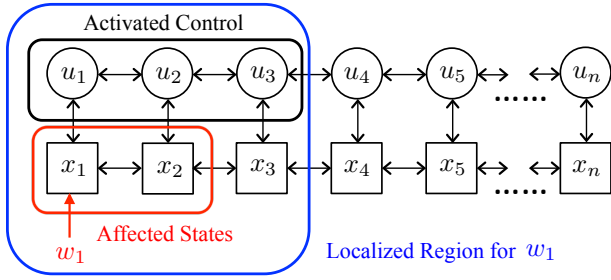 Activated Control
u₁ u₂ u₃ u₄ u₅ uₙ
......
x₁ x₂ x₃ x₄ x₅ xₙ
......
w₁ Affected States Localized Region for w₁